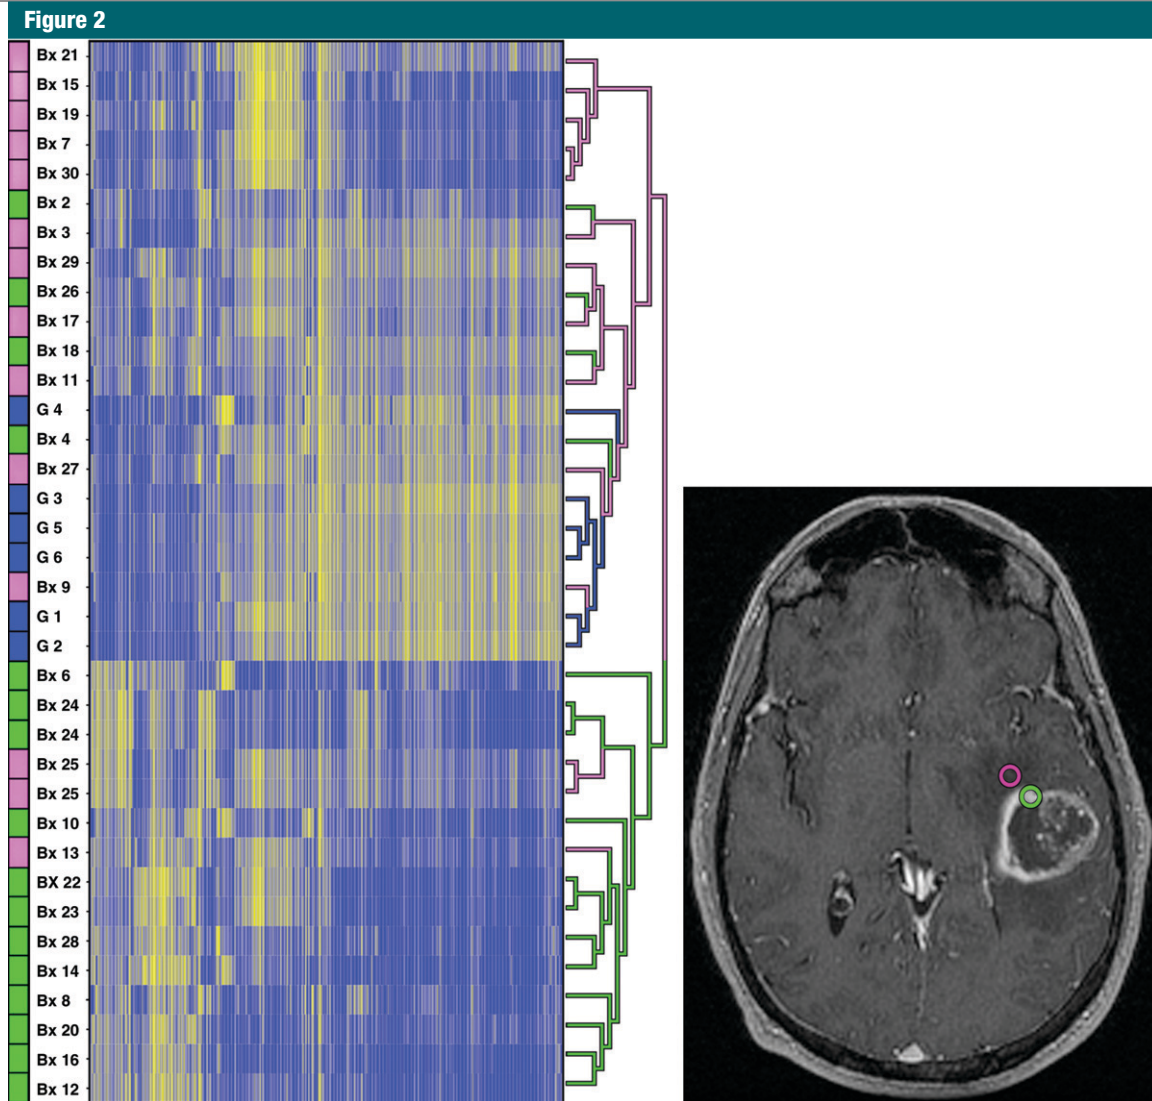 Figure 2
Bx 21
Bx 15
Bx 19
Bx 7
Bx 30
Bx 2
Bx 3
Bx 29
Bx 26
Bx 17
Bx 18
Bx 11
G 4
Bx 4
Bx 27
G 3
G 5
G 6
Bx 9
G 1
G 2
Bx 6
Bx 24
Bx 24
Bx 25
Bx 25
Bx 10
Bx 13
BX 22
Bx 23
Bx 28
Bx 14
Bx 8
Bx 20
Bx 16
Bx 12